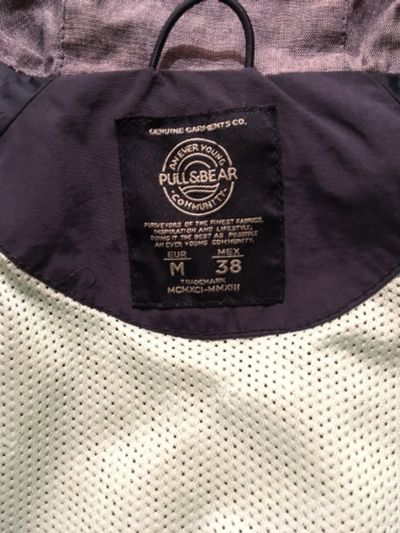 GENUINE GARMENTS CO.
AN EVER YOUNG
PULL&BEAR
· COMMUNITY ·
PURVEYORS OF THE FINEST FABRICS,
INSPIRATION AND LIFESTYLE,
DOING IT THE BEST AS POSSIBLE
AN EVER YOUNG COMMUNITY.
EUR MEX
M 38
TRADEMARK
MCMXCI-MMXIII